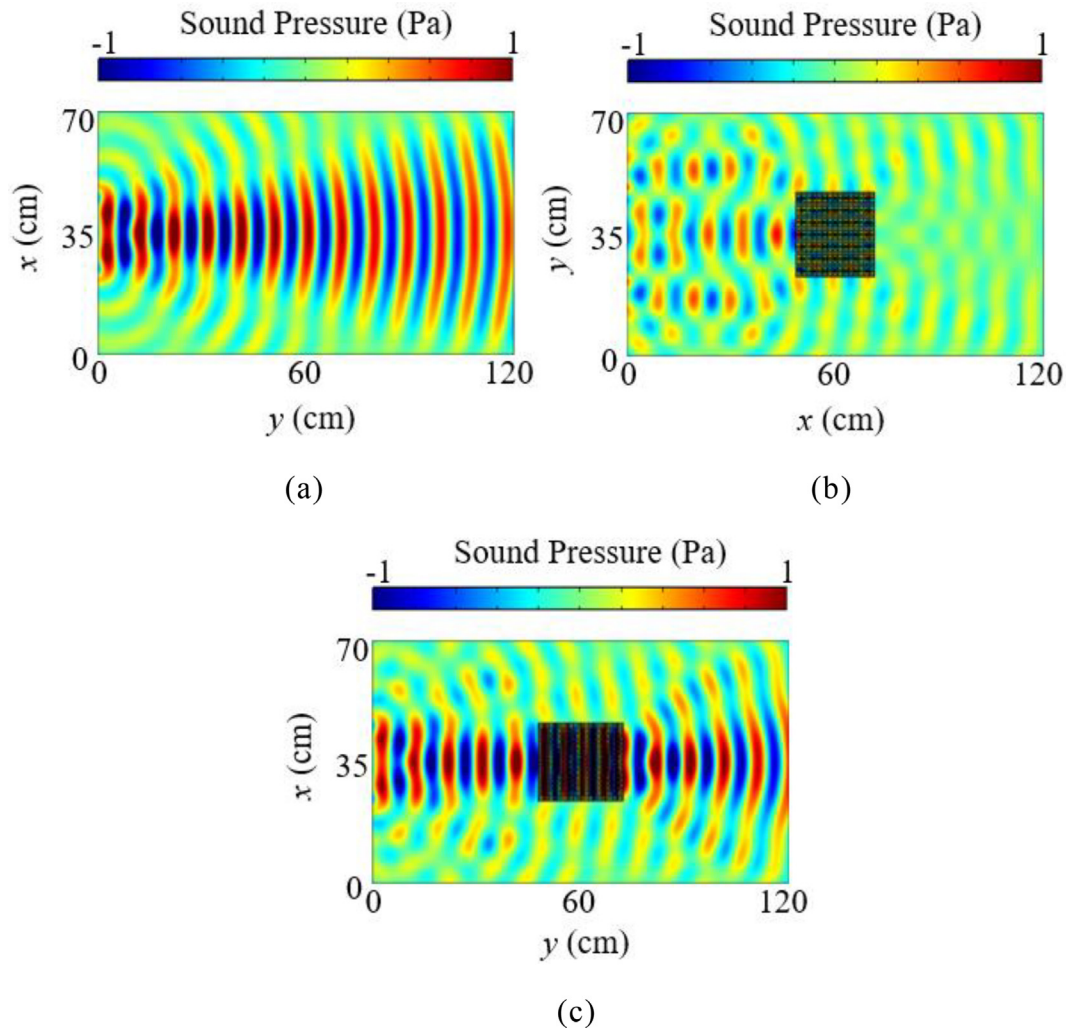 Sound Pressure (Pa)
-1 1
70
x (cm)
35
0
0 60 120
y (cm)
(a)
Sound Pressure (Pa)
-1 1
70
y (cm)
35
0
0 60 120
x (cm)
(b)
Sound Pressure (Pa)
-1 1
70
x (cm)
35
0
0 60 120
y (cm)
(c)